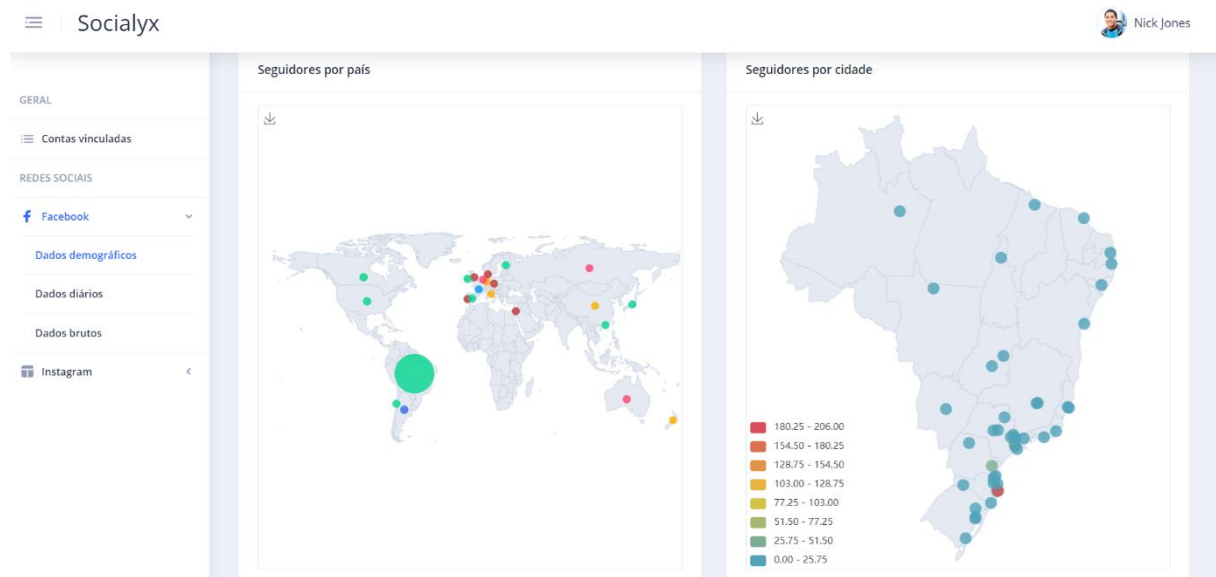 Socialyx
Nick Jones
GERAL
Contas vinculadas
REDES SOCIAIS
Facebook
Dados demográficos
Dados diários
Dados brutos
Instagram
Seguidores por país
Seguidores por cidade
180.25 - 206.00
154.50 - 180.25
128.75 - 154.50
103.00 - 128.75
77.25 - 103.00
51.50 - 77.25
25.75 - 51.50
0.00 - 25.75